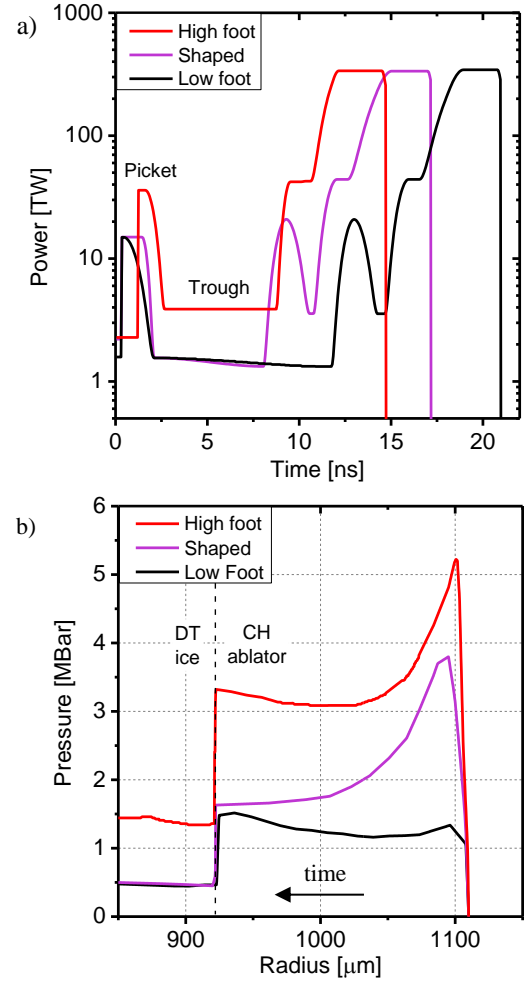 a)
1000
100
10
1
Power [TW]
High foot
Shaped
Low foot
Picket
Trough
0
5
10
15
20
Time [ns]
b)
6
5
4
3
2
1
0
Pressure [MBar]
High foot
Shaped
Low Foot
DT
ice
CH
ablator
time
900
1000
1100
Radius [µm]